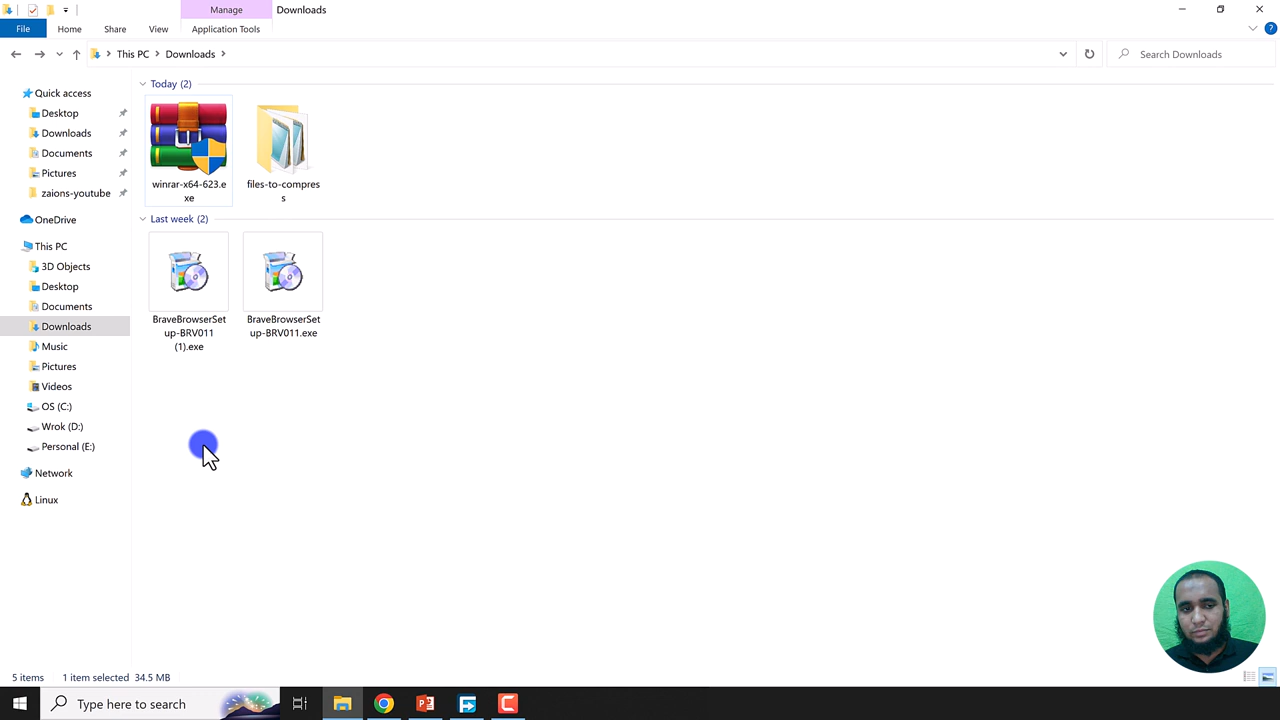 Manage
Downloads
File
Home
Share
View
Application Tools
This PC
Downloads
Search Downloads
Quick access
Desktop
Downloads
Documents
Pictures
zaions-youtube
OneDrive
This PC
3D Objects
Desktop
Documents
Downloads
Music
Pictures
Videos
OS (C:)
Wrok (D:)
Personal (E:)
Network
Linux
Today (2)
winrar-x64-623.e
xe
files-to-compres
s
Last week (2)
BraveBrowserSet
up-BRV011
(1).exe
BraveBrowserSet
up-BRV011.exe
5 items
1 item selected 34.5 MB
Type here to search